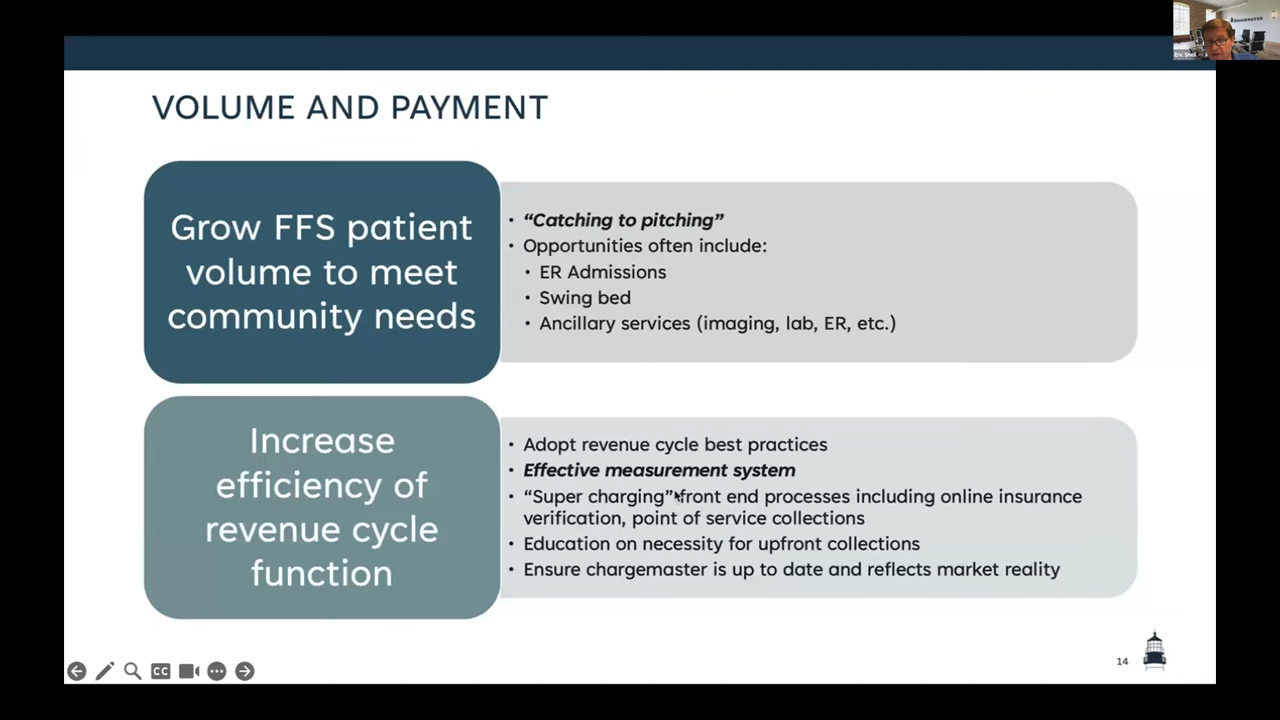 VOLUME AND PAYMENT
Grow FFS patient
volume to meet
community needs
• “Catching to pitching”
• Opportunities often include:
• ER Admissions
• Swing bed
• Ancillary services (imaging, lab, ER, etc.)
Increase
efficiency of
revenue cycle
function
• Adopt revenue cycle best practices
• Effective measurement system
• “Super charging” front end processes including online insurance
verification, point of service collections
• Education on necessity for upfront collections
• Ensure chargemaster is up to date and reflects market reality
14
CC
Eric Shell